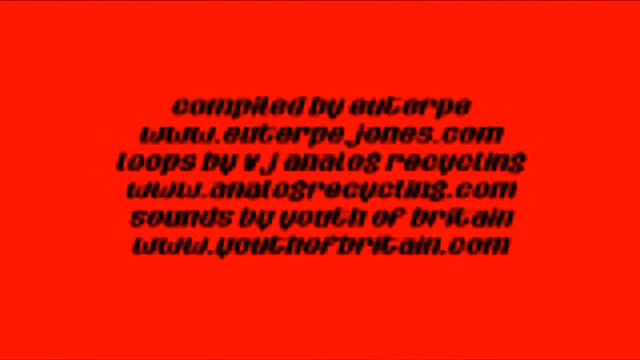 compiled by euterpe
www.euterpe.jones.com
loops by v.j analog recycling
www.analogrecycling.com
sounds by youth of britain
www.youthofbritain.com